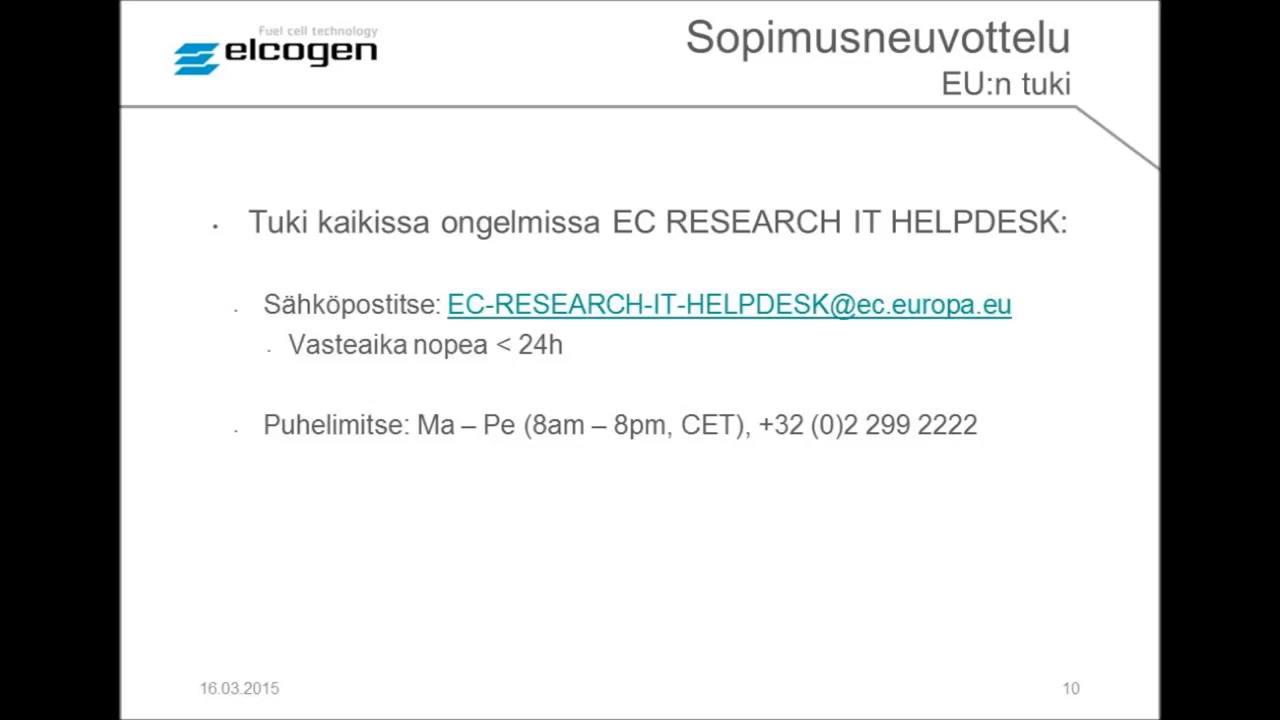 Fuel cell technology
elcogen
Sopimusneuvottelu
EU:n tuki
• Tuki kaikissa ongelmissa EC RESEARCH IT HELPDESK:
• Sähköpostitse: EC-RESEARCH-IT-HELPDESK@ec.europa.eu
• Vasteaika nopea < 24h
• Puhelimitse: Ma – Pe (8am – 8pm, CET), +32 (0)2 299 2222
16.03.2015
10